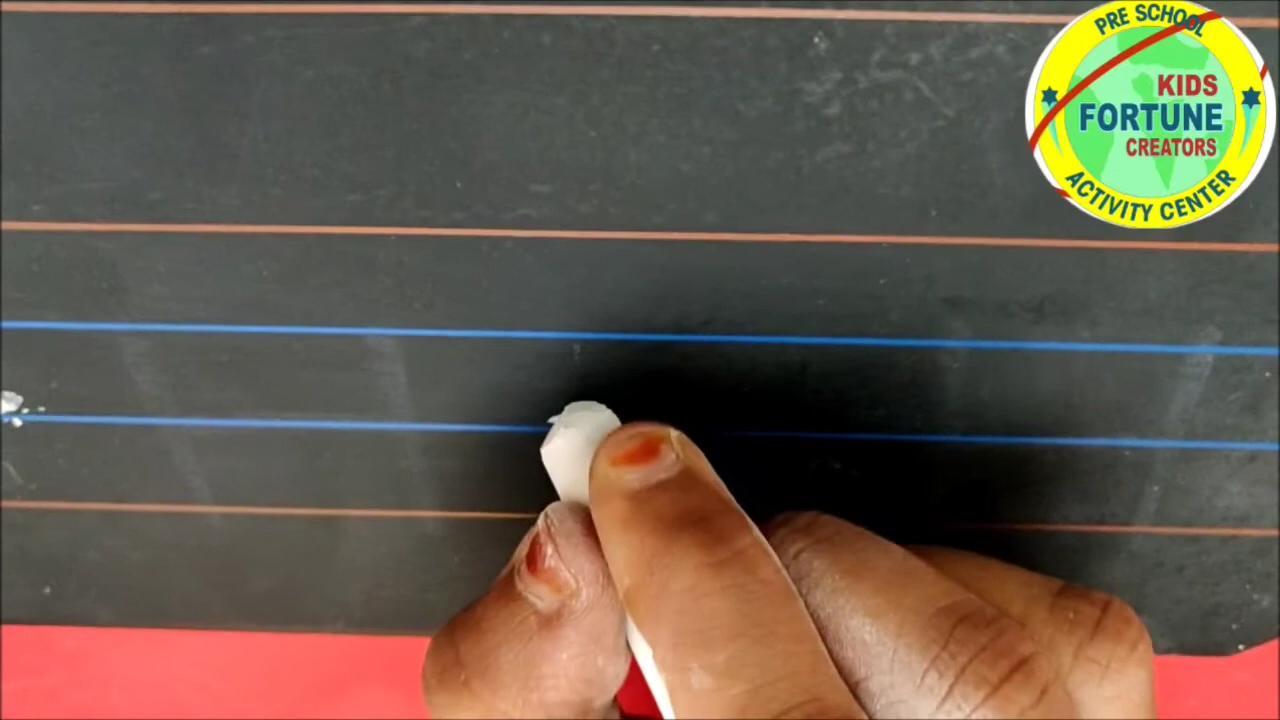 PRE SCHOOL
KIDS
FORTUNE
CREATORS
ACTIVITY CENTER